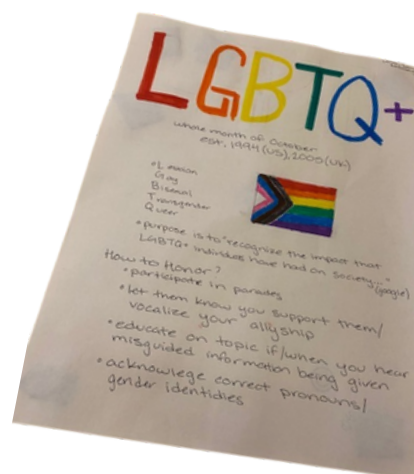 LGBTQ+
whole month of October
est. 1994 (US), 2005 (UK)
• Lesbian
Gay
Bisexual
Transgender
Queer
• purpose is to "recognize the impact that
LGBTQ+ individuals have had on society..."
(google)
How to Honor?
• participate in parades
• let them know you support them/
vocalize your allyship
• educate on topic if/when you hear
misguided information being given
• acknowlege correct pronouns/
gender identidies